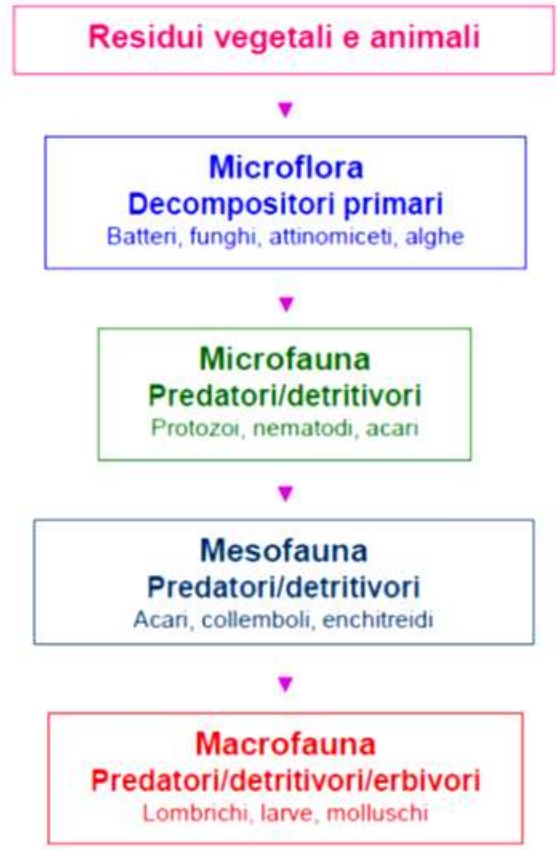 Residui vegetali e animali
Microflora
Decompositori primari
Batteri, funghi, attinomiceti, alghe
Microfauna
Predatori/detritivori
Protozoi, nematodi, acari
Mesofauna
Predatori/detritivori
Acari, collemboli, enchitreidi
Macrofauna
Predatori/detritivori/erbivori
Lombrichi, larve, molluschi